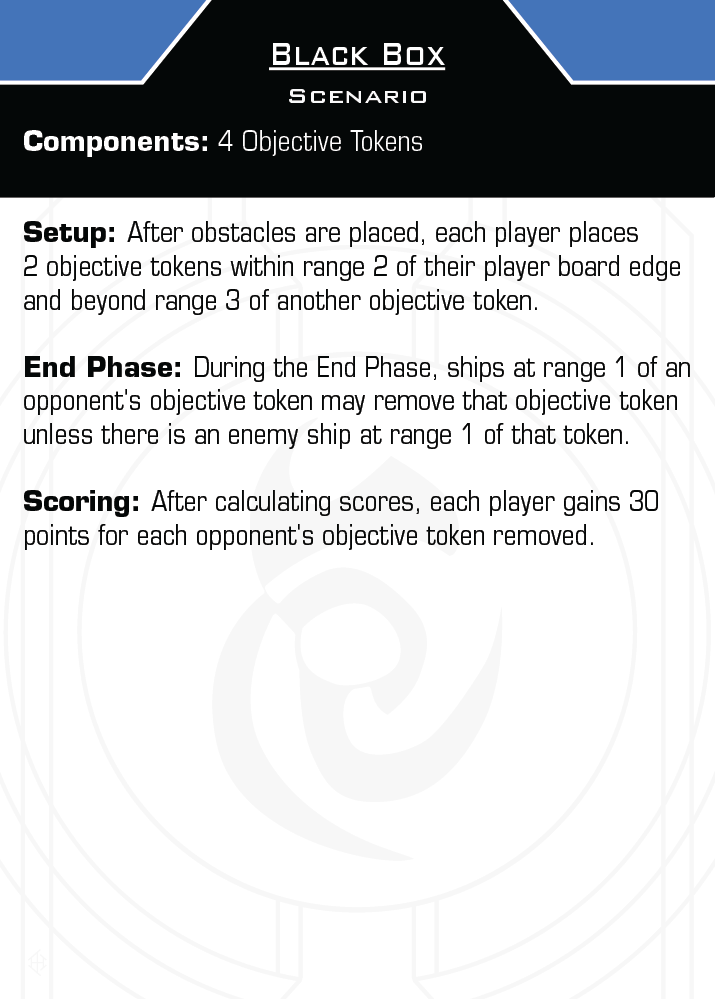 Black Box
Scenario
Components: 4 Objective Tokens
Setup: After obstacles are placed, each player places
2 objective tokens within range 2 of their player board edge
and beyond range 3 of another objective token.
End Phase: During the End Phase, ships at range 1 of an
opponent's objective token may remove that objective token
unless there is an enemy ship at range 1 of that token.
Scoring: After calculating scores, each player gains 30
points for each opponent's objective token removed.